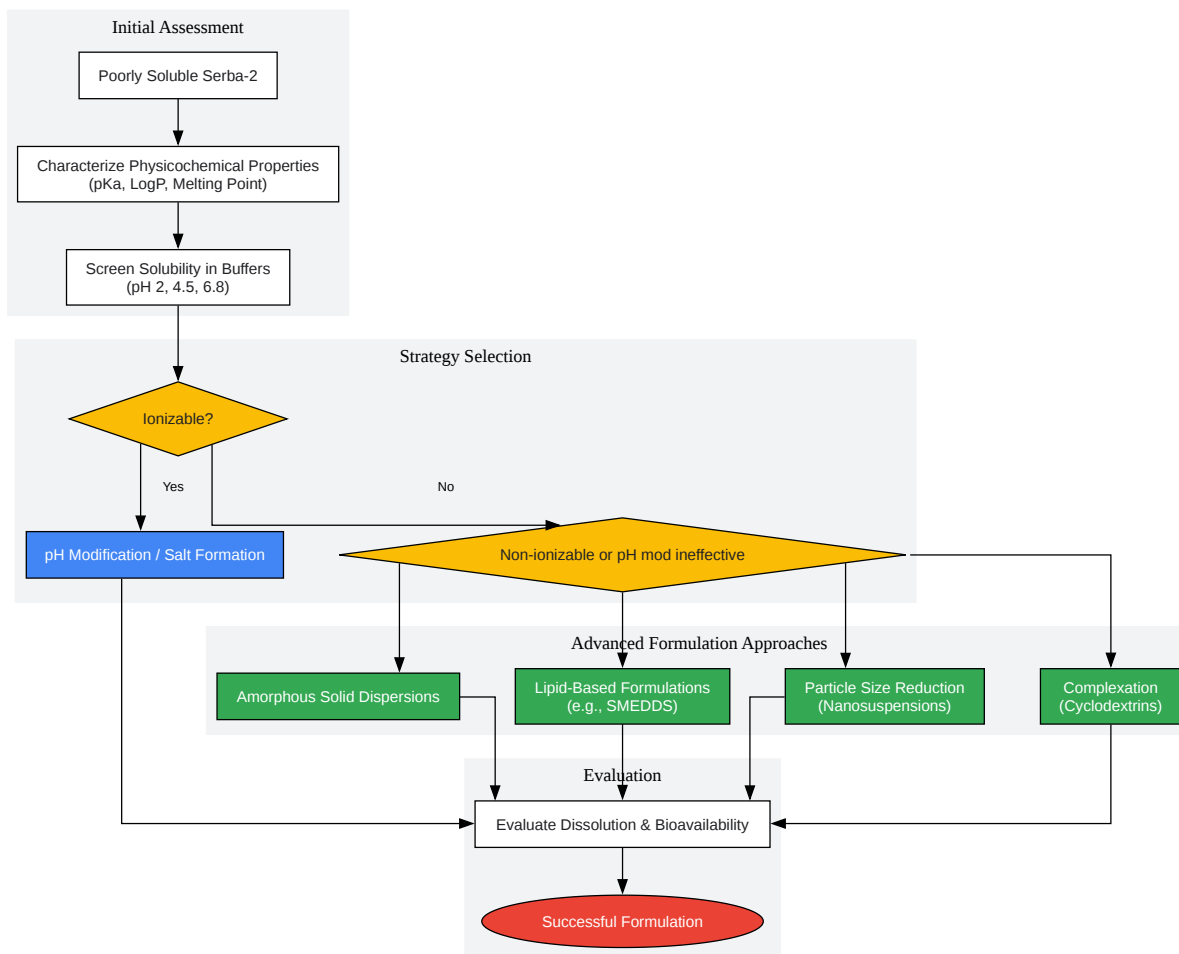 Initial Assessment
Poorly Soluble Serba-2
Characterize Physicochemical Properties
(pKa, LogP, Melting Point)
Screen Solubility in Buffers
(pH 2, 4.5, 6.8)
Strategy Selection
Ionizable?
Yes
No
pH Modification / Salt Formation
Non-ionizable or pH mod ineffective
Advanced Formulation Approaches
Amorphous Solid Dispersions
Lipid-Based Formulations
(e.g., SMEDDS)
Particle Size Reduction
(Nanosuspensions)
Complexation
(Cyclodextrins)
Evaluation
Evaluate Dissolution & Bioavailability
Successful Formulation